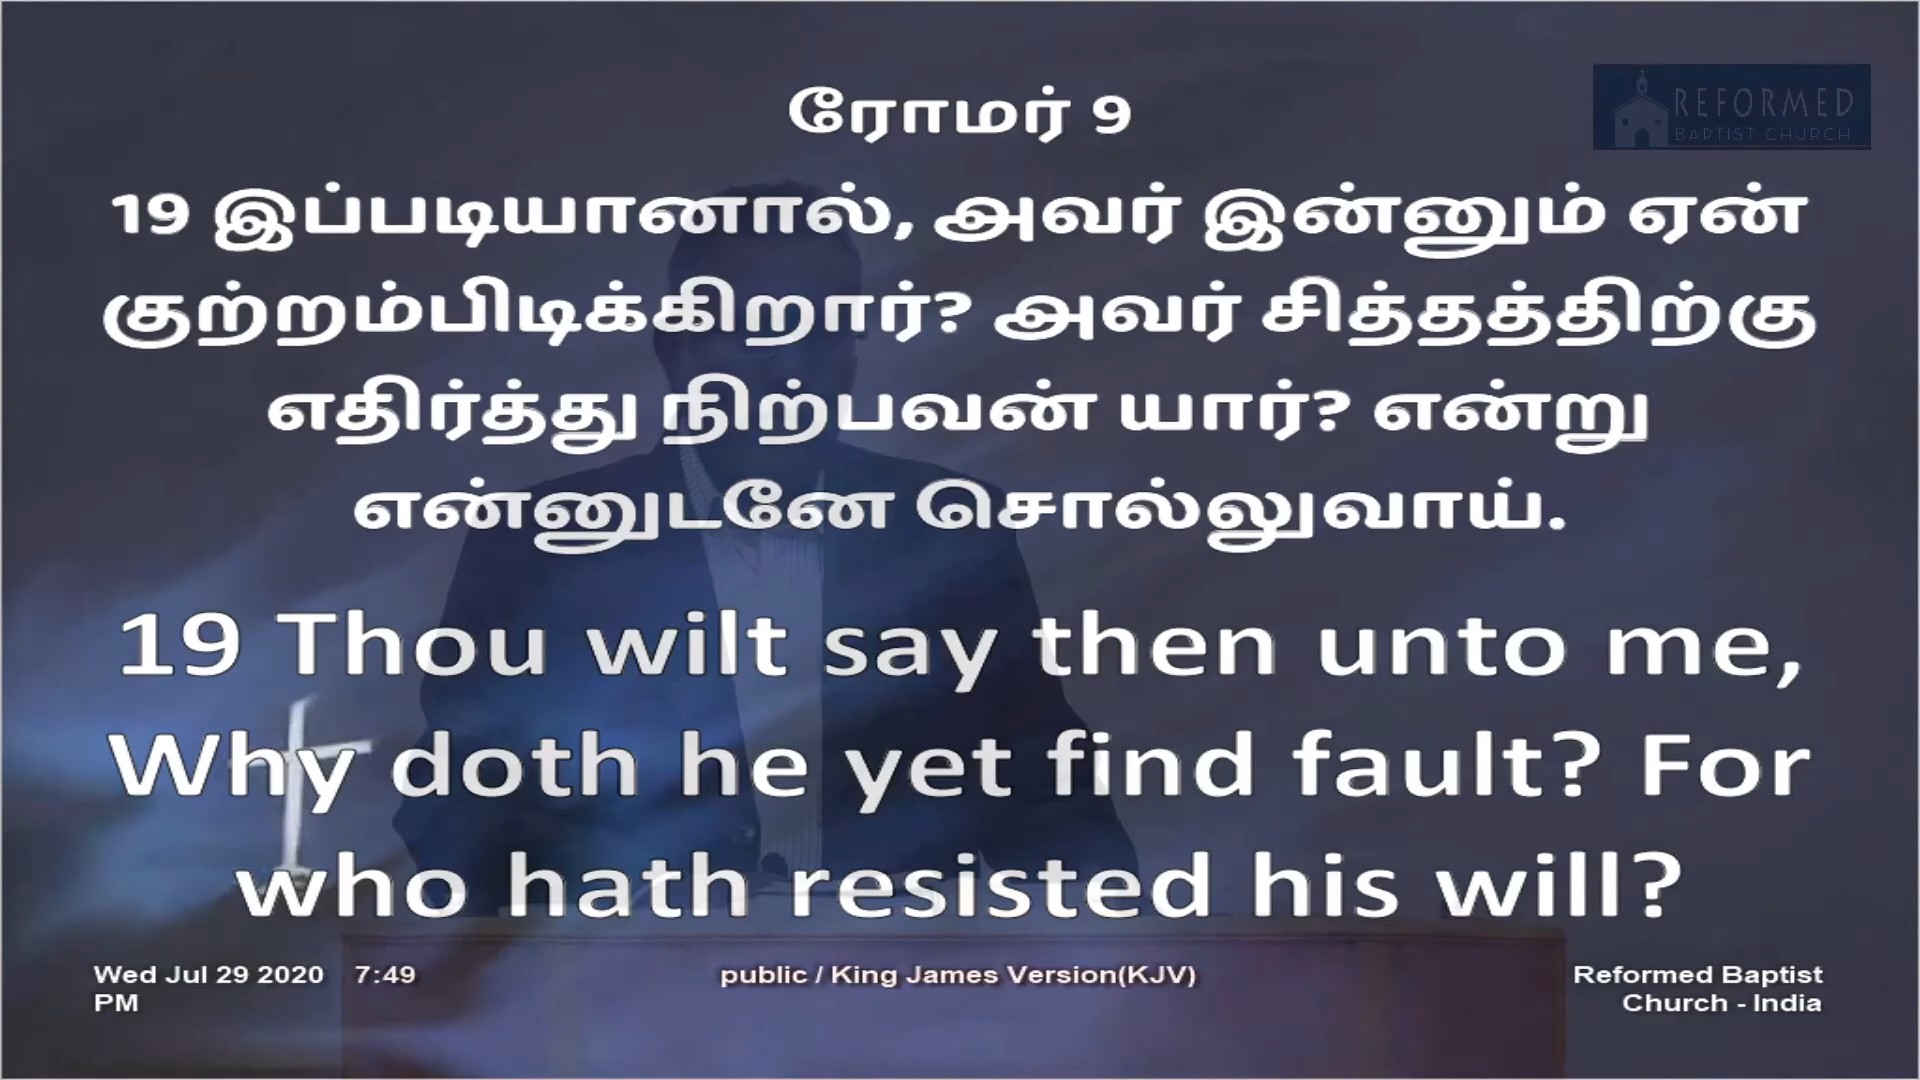 ரோமர் 9
REFORMED
BAPTIST CHURCH
19 இப்படியானால், அவர் இன்னும் ஏன்
குற்றம்பிடிக்கிறார்? அவர் சித்தத்திற்கு
எதிர்த்து நிற்பவன் யார்? என்று
என்னுடனே சொல்லுவாய்.
19 Thou wilt say then unto me,
Why doth he yet find fault? For
who hath resisted his will?
Wed Jul 29 2020 7:49
PM
public / King James Version(KJV)
Reformed Baptist
Church - India